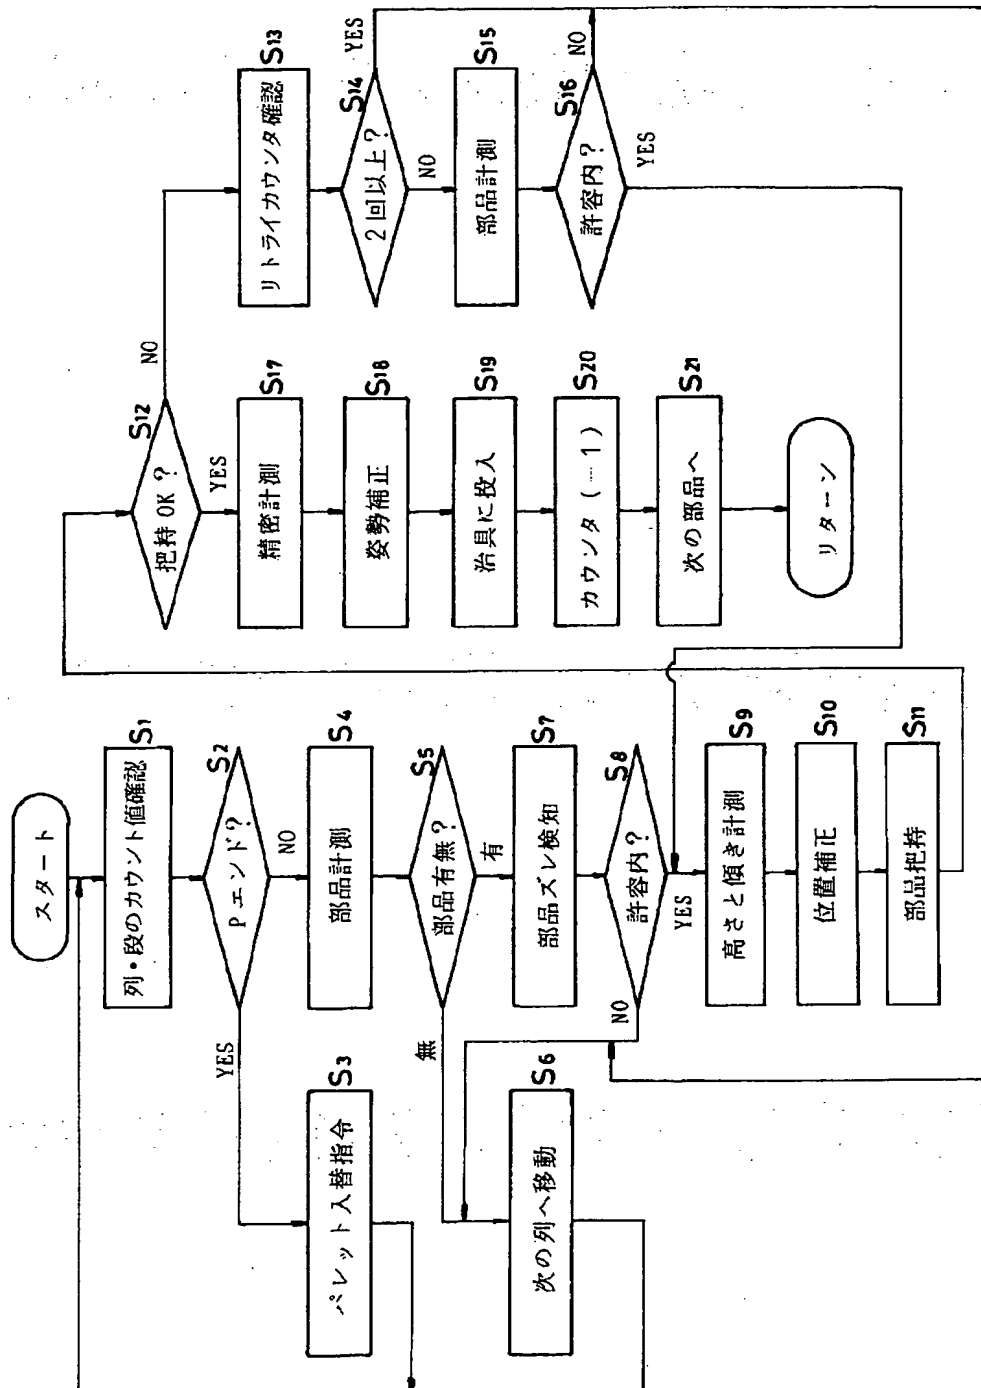 スタート
列・段のカウント値確認
S1
Pエンド?
S2
YES
NO
パレット入替指令
S3
部品計測
S4
部品有無?
S5
無
有
次の列へ移動
S6
部品ズレ検知
S7
許容内?
S8
NO
YES
高さと傾き計測
S9
位置補正
S10
部品把持
S11
把持OK?
S12
NO
YES
リトライカウンタ確認
S13
2回以上?
S14
YES
NO
部品計測
S15
許容内?
S16
NO
YES
精密計測
S17
姿勢補正
S18
治具に投入
S19
カウンタ(-1)
S20
次の部品へ
S21
リターン